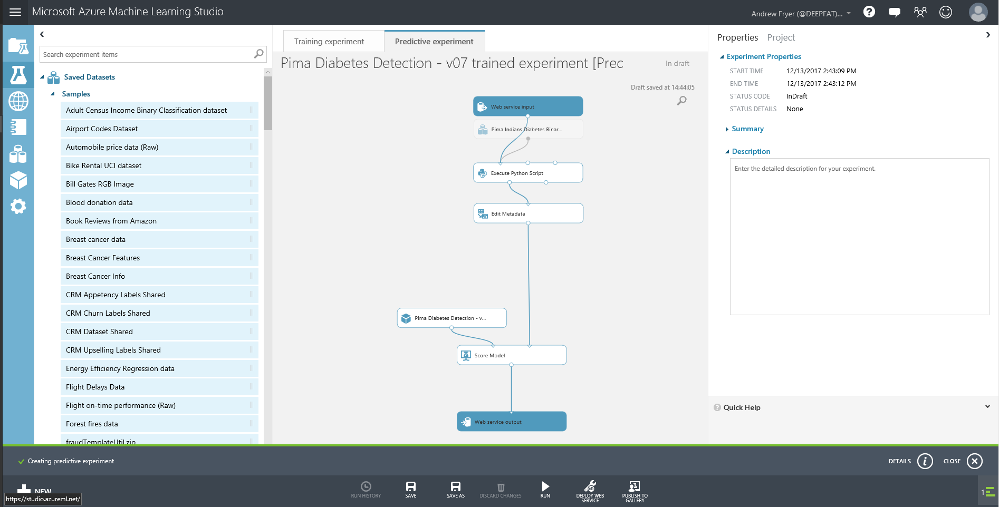 Microsoft Azure Machine Learning Studio
Andrew Fryer (@DEEPFAT)...
Search experiment items
Saved Datasets
Samples
Adult Census Income Binary Classification dataset
Airport Codes Dataset
Automobile price data (Raw)
Bike Rental UCI dataset
Bill Gates RGB Image
Blood donation data
Book Reviews from Amazon
Breast cancer data
Breast Cancer Features
Breast Cancer Info
CRM Appetency Labels Shared
CRM Churn Labels Shared
CRM Dataset Shared
CRM Upselling Labels Shared
Energy Efficiency Regression data
Flight Delays Data
Flight on-time performance (Raw)
Forest fires data
fraudTemplateUtil.zip
Training experiment
Predictive experiment
Pima Diabetes Detection - v07 trained experiment [Prec
In draft
Draft saved at 14:44:05
Web service input
Pima Indians Diabetes Binar...
Execute Python Script
Edit Metadata
Pima Diabetes Detection - v...
Score Model
Web service output
Properties Project
Experiment Properties
START TIME 12/13/2017 2:43:09 PM
END TIME 12/13/2017 2:43:12 PM
STATUS CODE InDraft
STATUS DETAILS None
Summary
Description
Enter the detailed description for your experiment.
Quick Help
Creating predictive experiment
DETAILS
CLOSE
NEW
https://studio.azureml.net/
RUN HISTORY
SAVE
SAVE AS
DISCARD CHANGES
RUN
DEPLOY WEB
SERVICE
PUBLISH TO
GALLERY
1